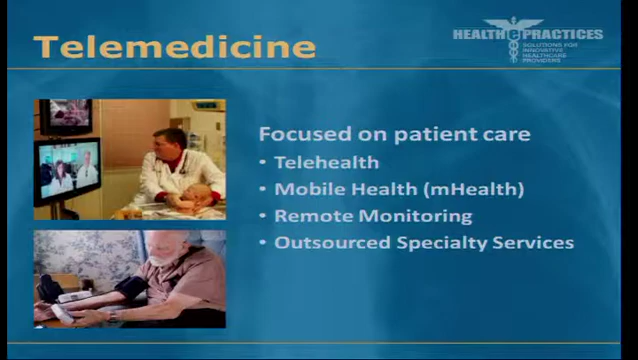 Telemedicine
HEALTH e PRACTICES
SOLUTIONS FOR
INNOVATIVE
HEALTHCARE
PROVIDERS
Focused on patient care
• Telehealth
• Mobile Health (mHealth)
• Remote Monitoring
• Outsourced Specialty Services